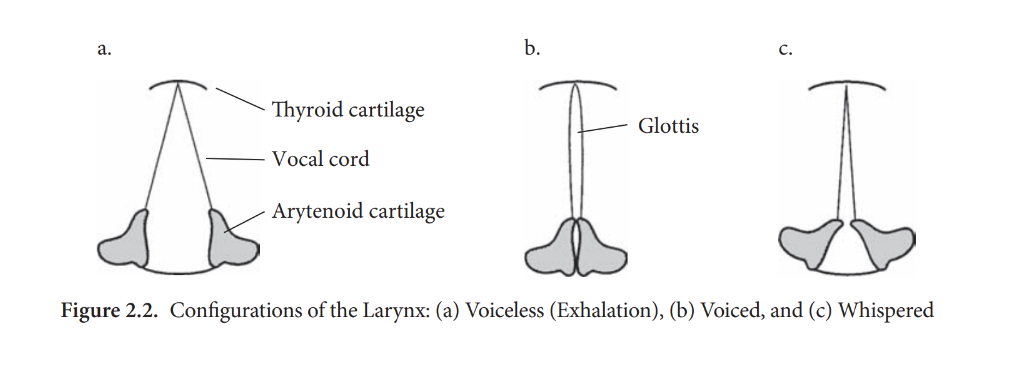 a.
b.
c.
Thyroid cartilage
Glottis
Vocal cord
Arytenoid cartilage
Figure 2.2. Configurations of the Larynx: (a) Voiceless (Exhalation), (b) Voiced, and (c) Whispered